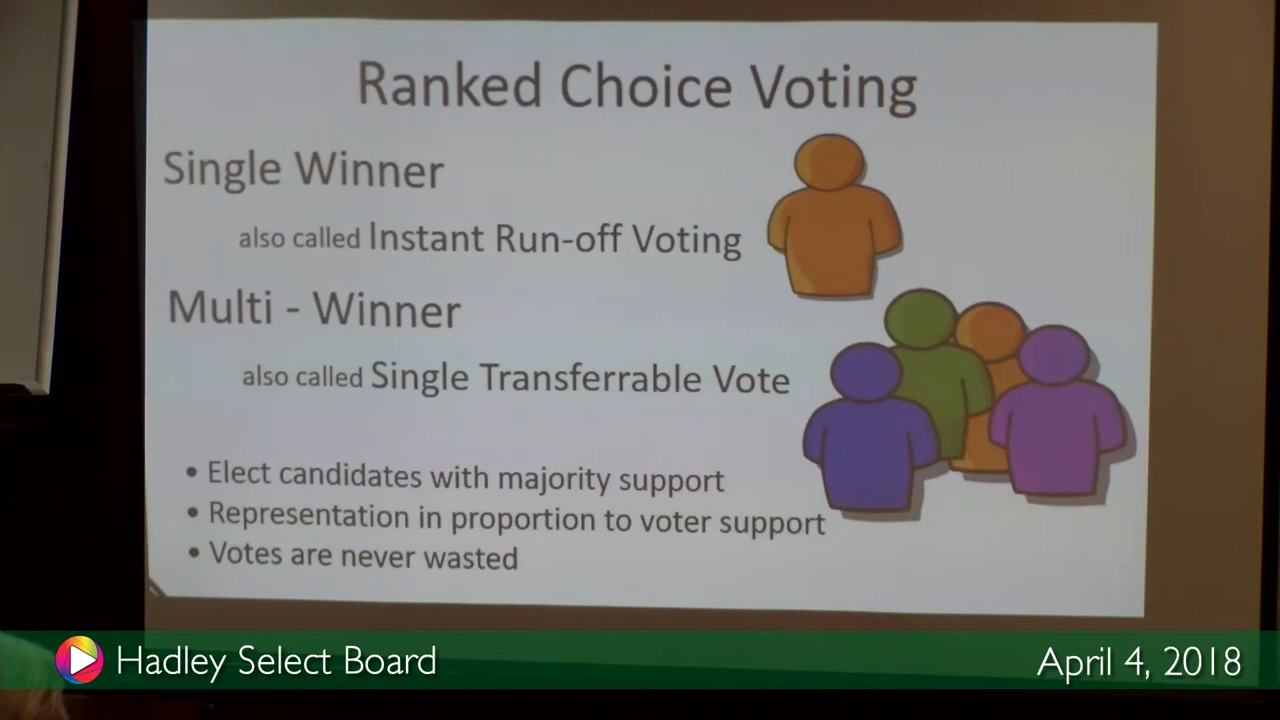 Ranked Choice Voting
Single Winner
also called Instant Run-off Voting
Multi - Winner
also called Single Transferrable Vote
• Elect candidates with majority support
• Representation in proportion to voter support
• Votes are never wasted
Hadley Select Board
April 4, 2018